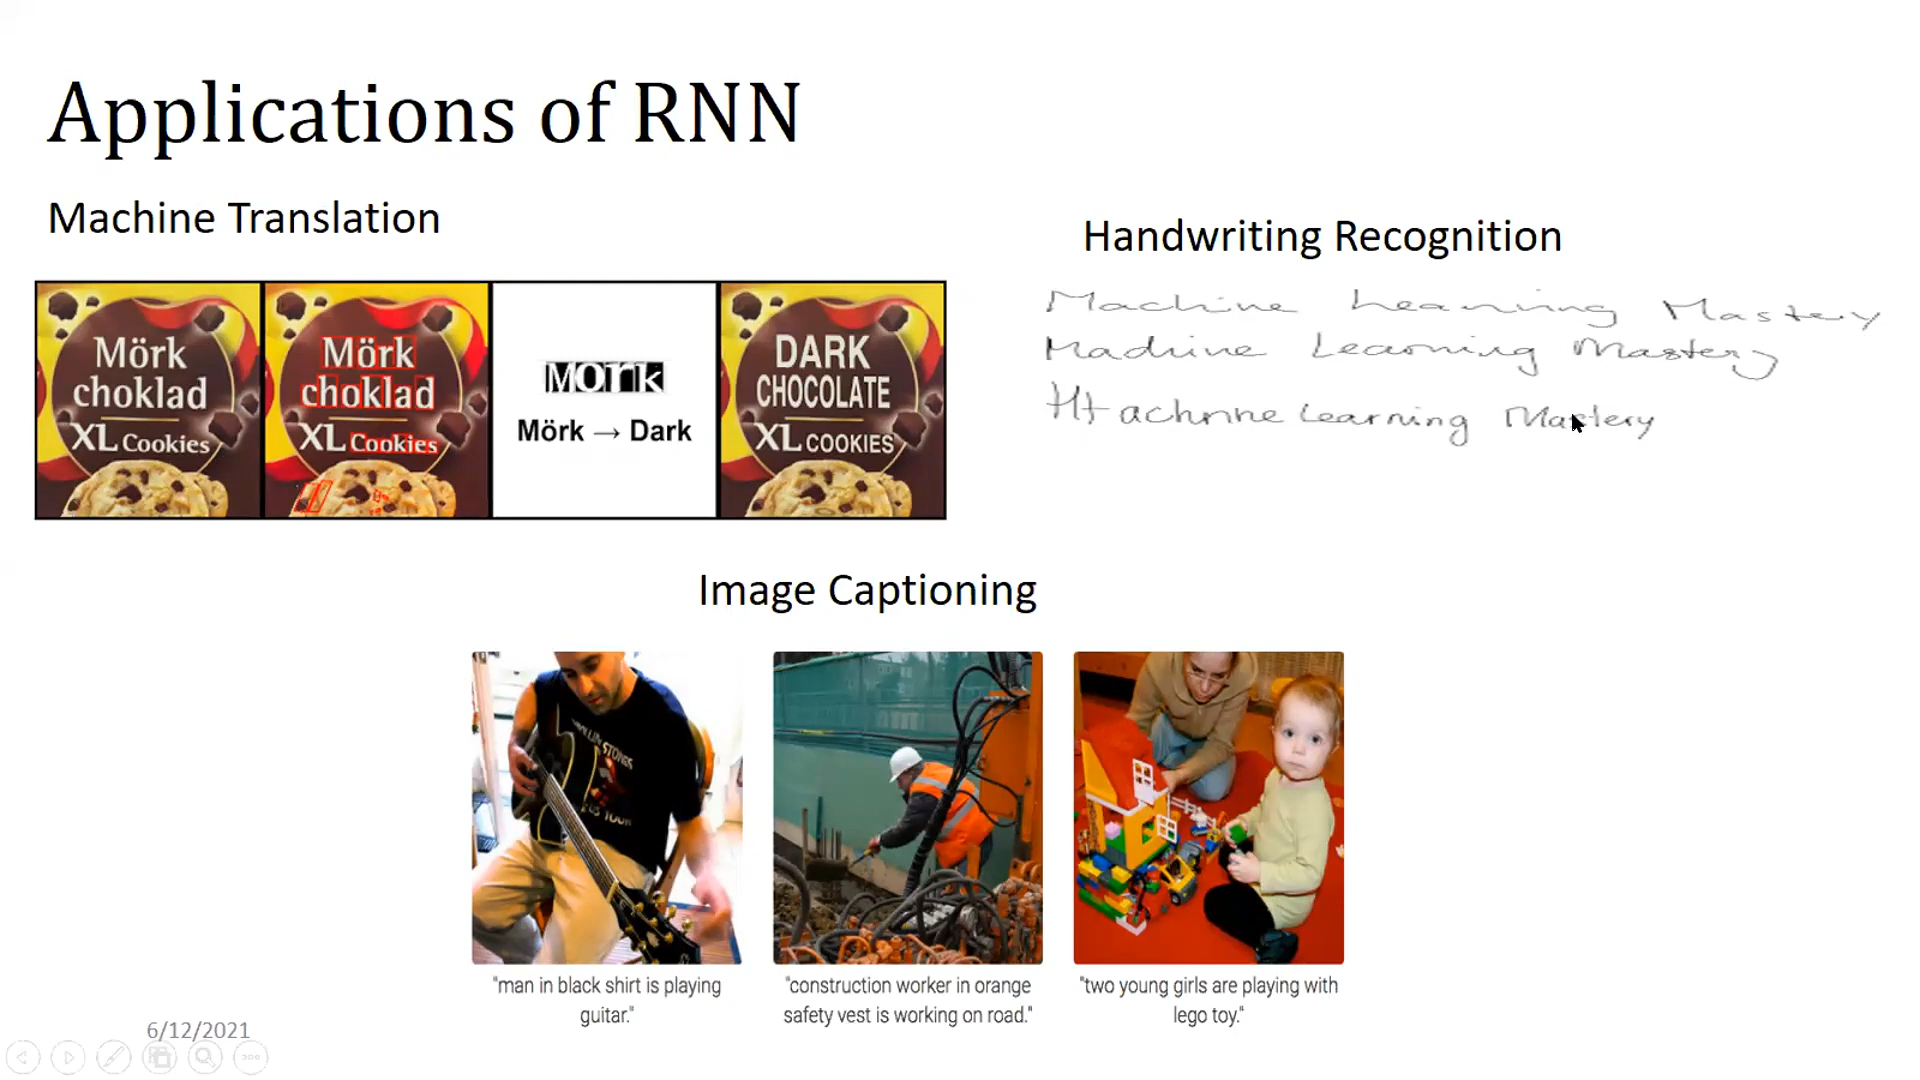 Applications of RNN
Machine Translation
Mörk
choklad
XL Cookies
Mörk
choklad
XL Cookies
Mörk
Mörk → Dark
DARK
CHOCOLATE
XL COOKIES
Handwriting Recognition
Machine Learning Mastery
Machine Learning Mastery
Machine Learning Mastery
Image Captioning
STONES
TOUR
"man in black shirt is playing
guitar."
"construction worker in orange
safety vest is working on road."
"two young girls are playing with
lego toy."
6/12/2021